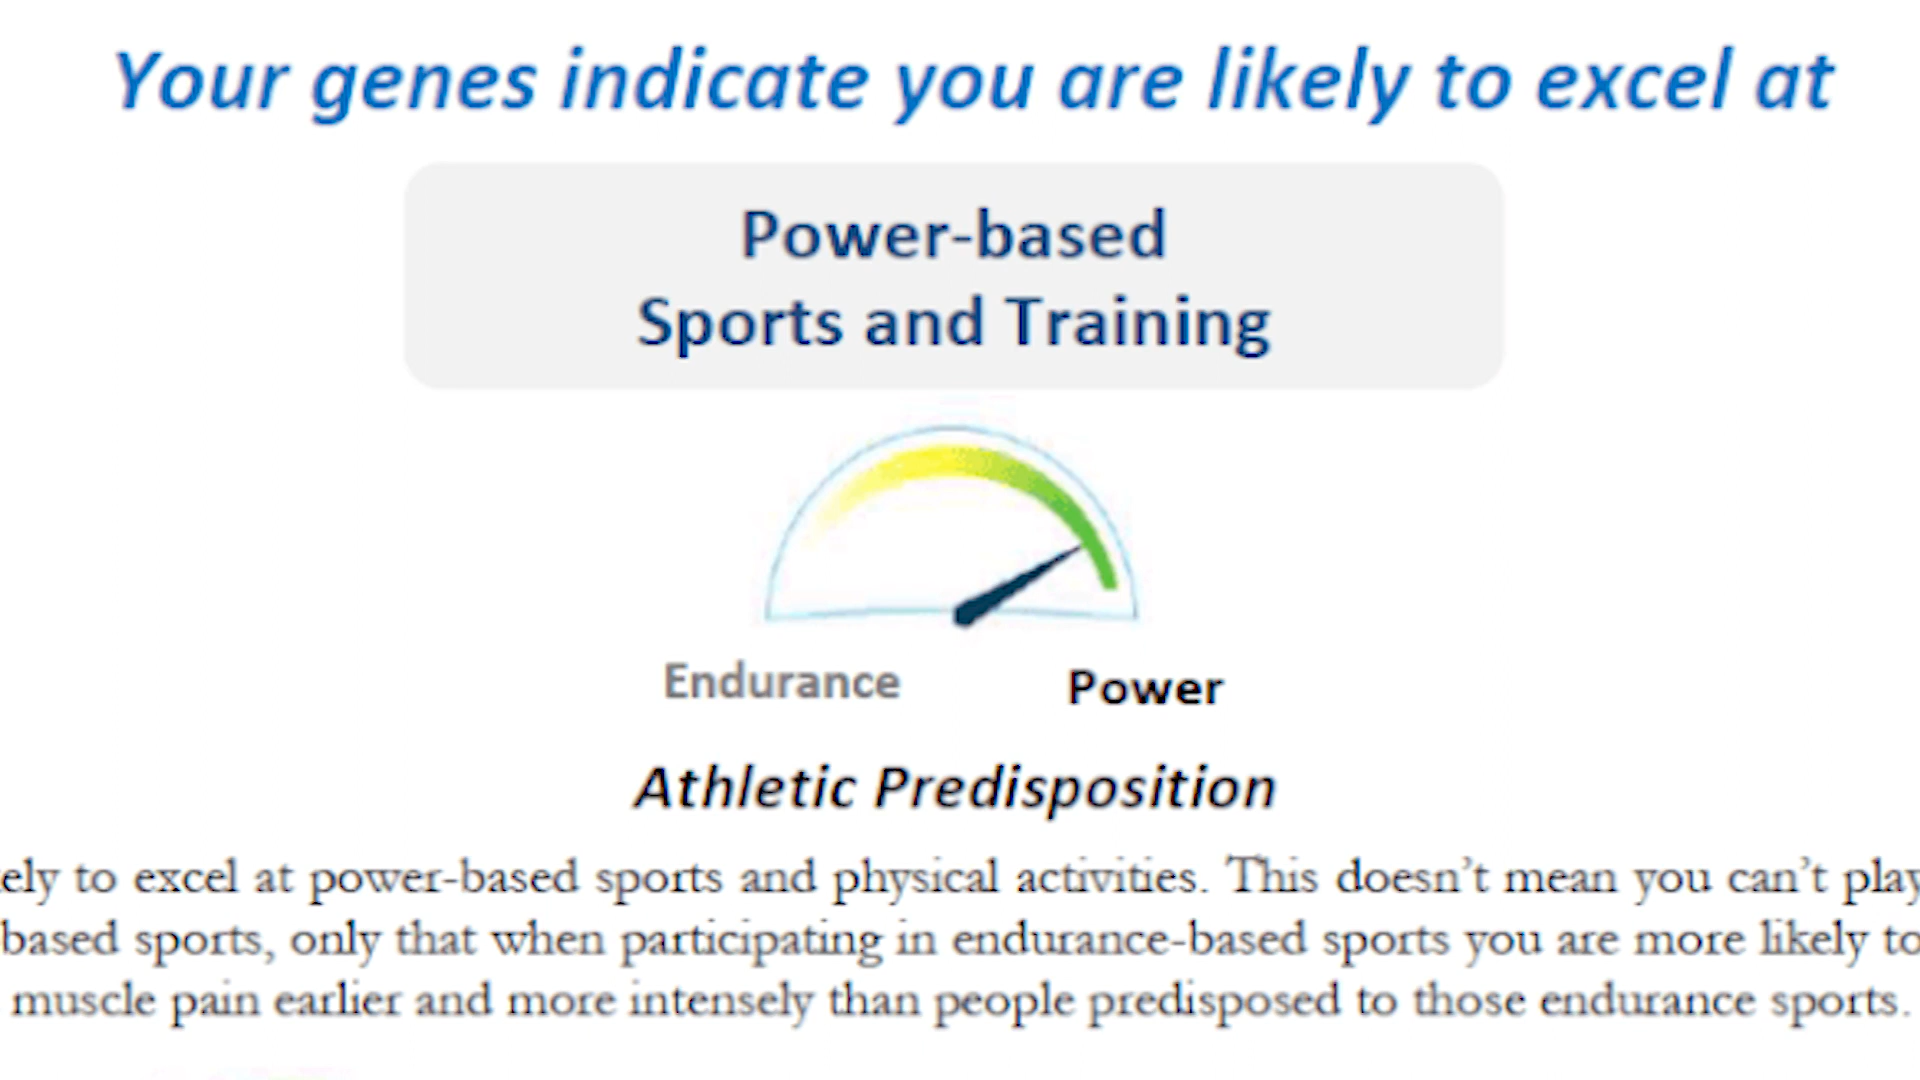 Your genes indicate you are likely to excel at
Power-based
Sports and Training
Endurance
Power
Athletic Predisposition
ely to excel at power-based sports and physical activities. This doesn’t mean you can’t play
based sports, only that when participating in endurance-based sports you are more likely to
muscle pain earlier and more intensely than people predisposed to those endurance sports.